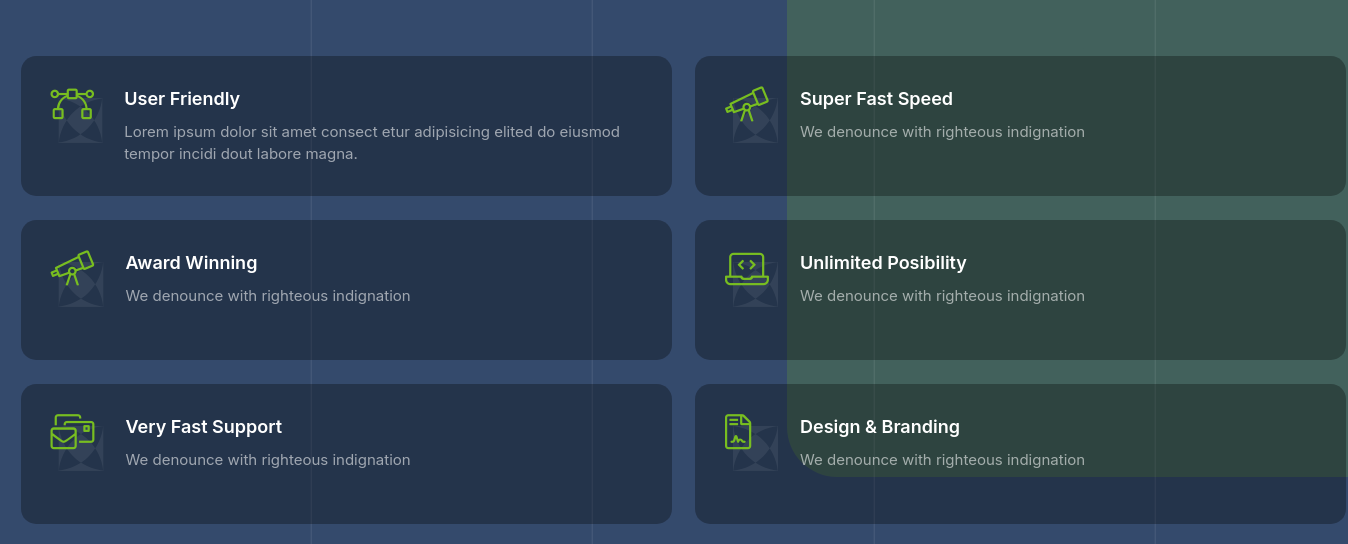 User Friendly
Lorem ipsum dolor sit amet consect etur adipisicing elited do eiusmod
tempor incidi dout labore magna.
Super Fast Speed
We denounce with righteous indignation
Award Winning
We denounce with righteous indignation
Unlimited Posibility
We denounce with righteous indignation
Very Fast Support
We denounce with righteous indignation
Design & Branding
We denounce with righteous indignation